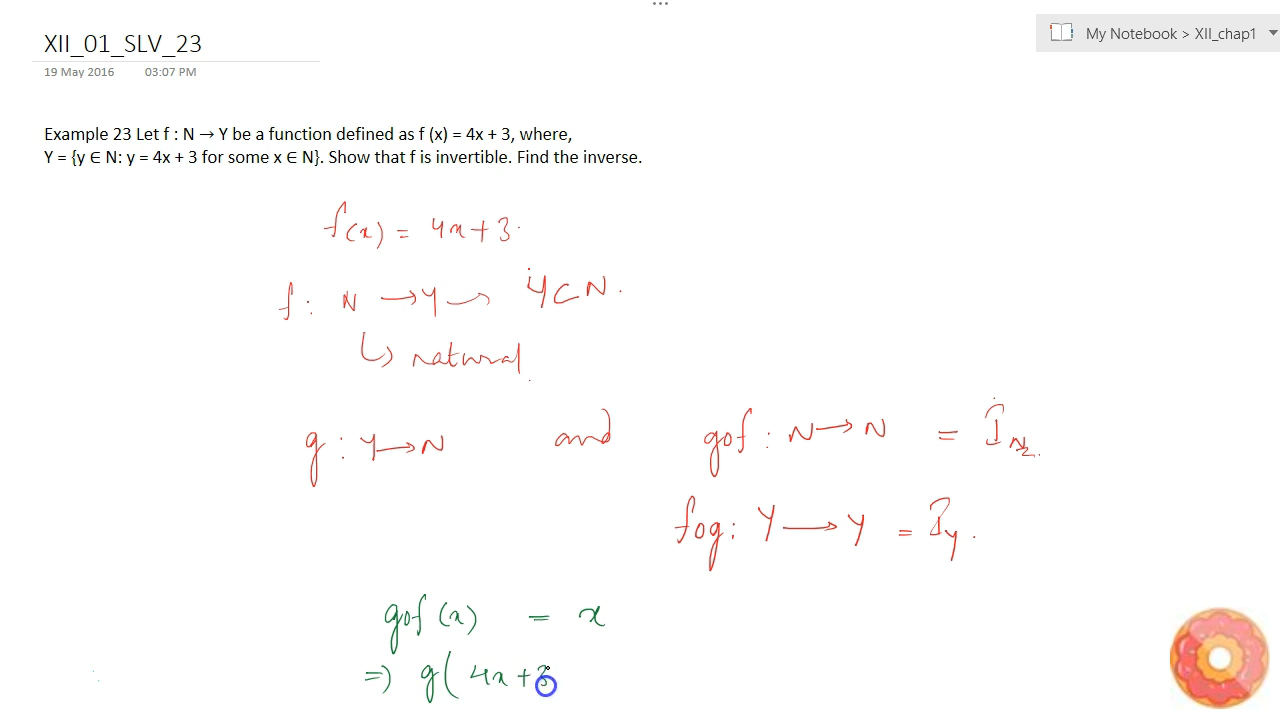 XII_01_SLV_23
My Notebook > XII_chap1
19 May 2016 03:07 PM
Example 23 Let f : N → Y be a function defined as f (x) = 4x + 3, where,
Y = {y ∈ N: y = 4x + 3 for some x ∈ N}. Show that f is invertible. Find the inverse.
f(x) = 4x+3.
f : N → Y → Y⊂N.
↳ natural
g : Y → N and gof : N → N = I_N.
fog : Y → Y = I_Y.
gof(x) = x
⇒ g(4x+3